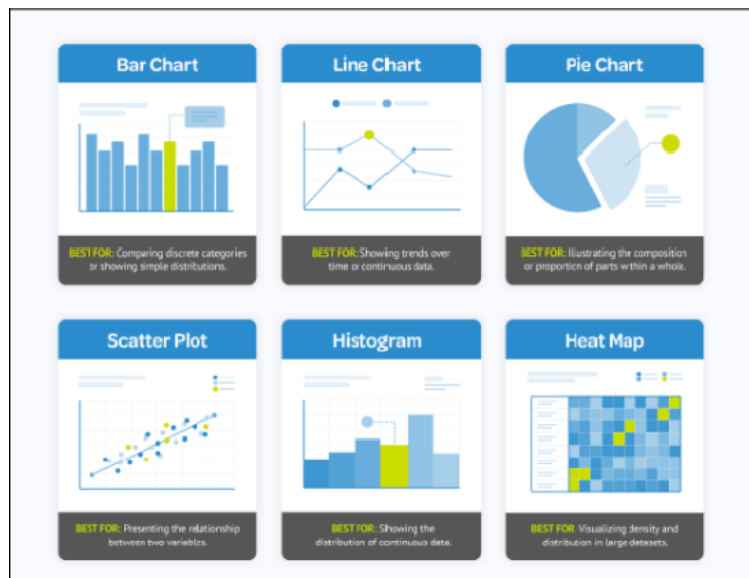 Bar Chart
BEST FOR: Comparing discrete categories
or showing simple distributions.
Line Chart
BEST FOR: Showing trends over
time or continuous data.
Pie Chart
BEST FOR: Illustrating the composition
or proportion of parts within a whole.
Scatter Plot
BEST FOR: Presenting the relationship
between two variables.
Histogram
BEST FOR: Showing the
distribution of continuous data.
Heat Map
BEST FOR Visualizing density and
distribution in large datasets.